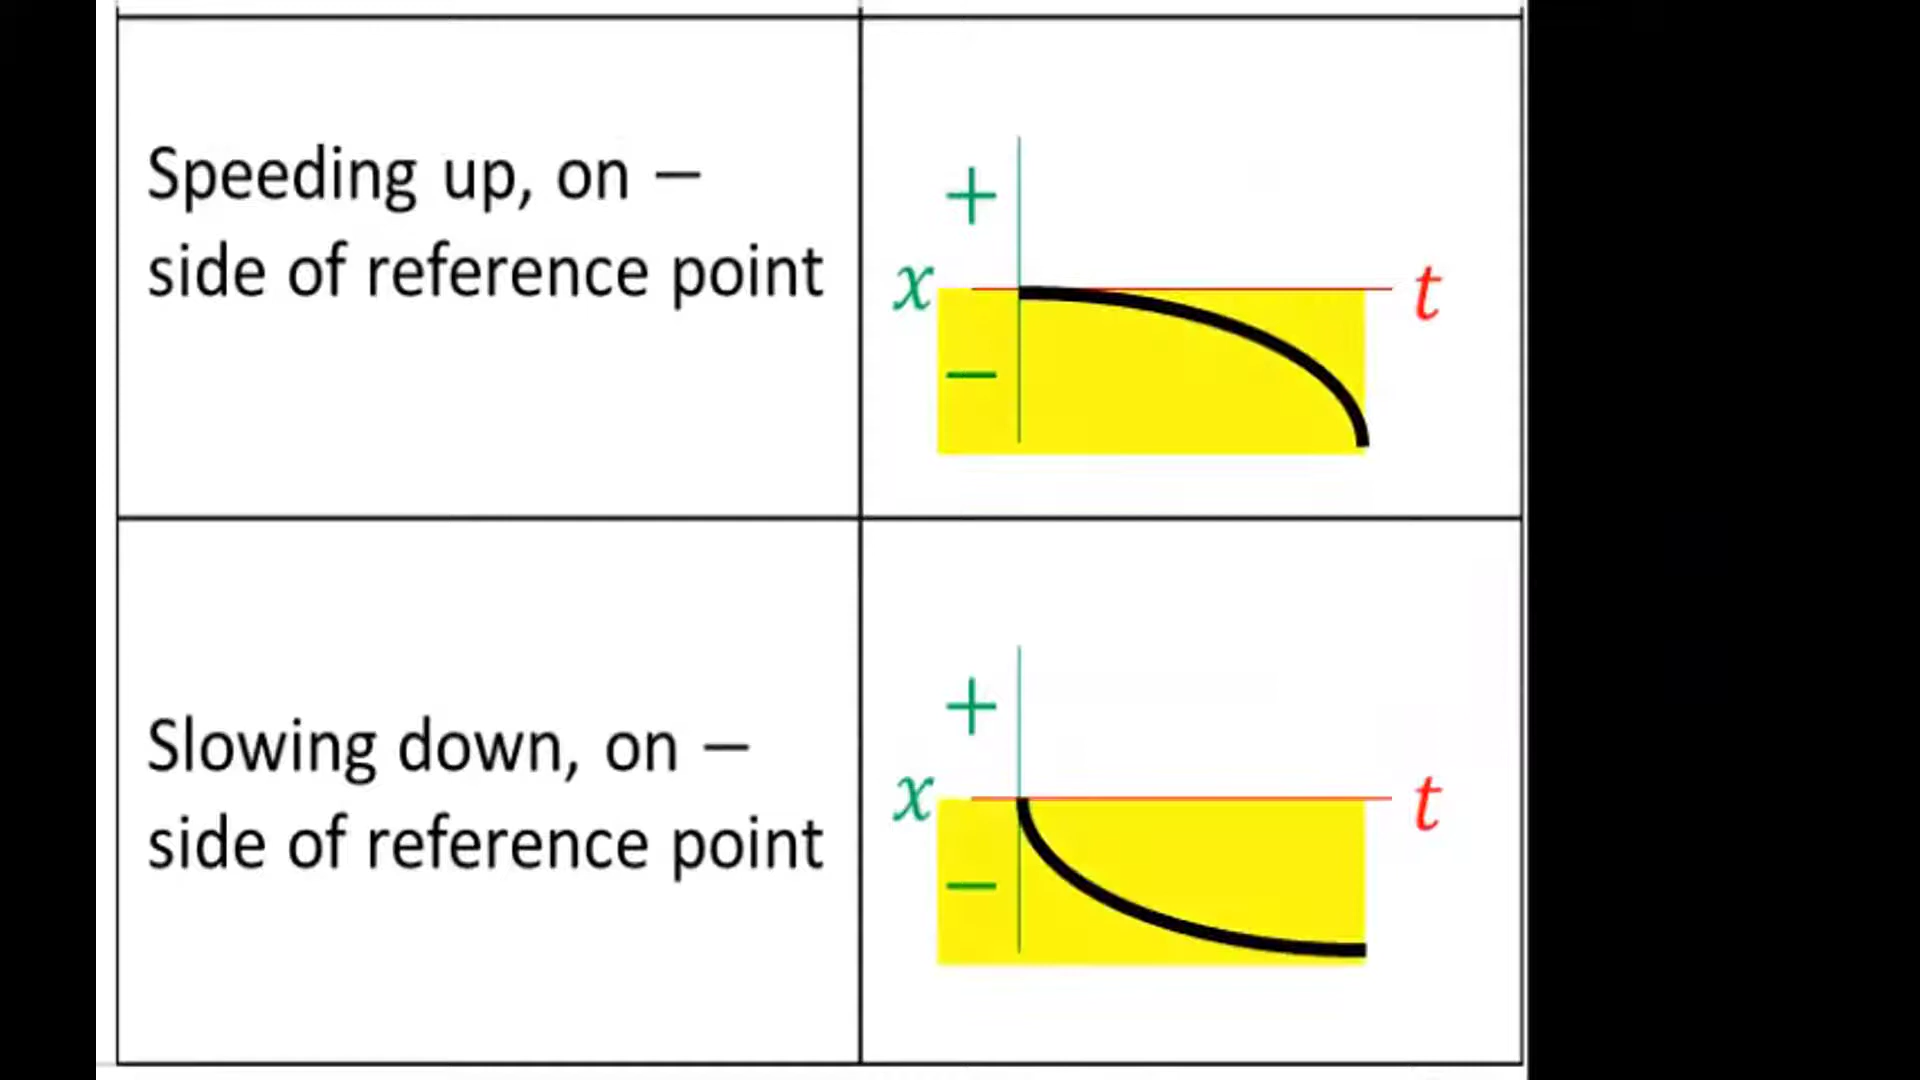 Speeding up, on −
side of reference point
+
x
t
−
Slowing down, on −
side of reference point
+
x
t
−